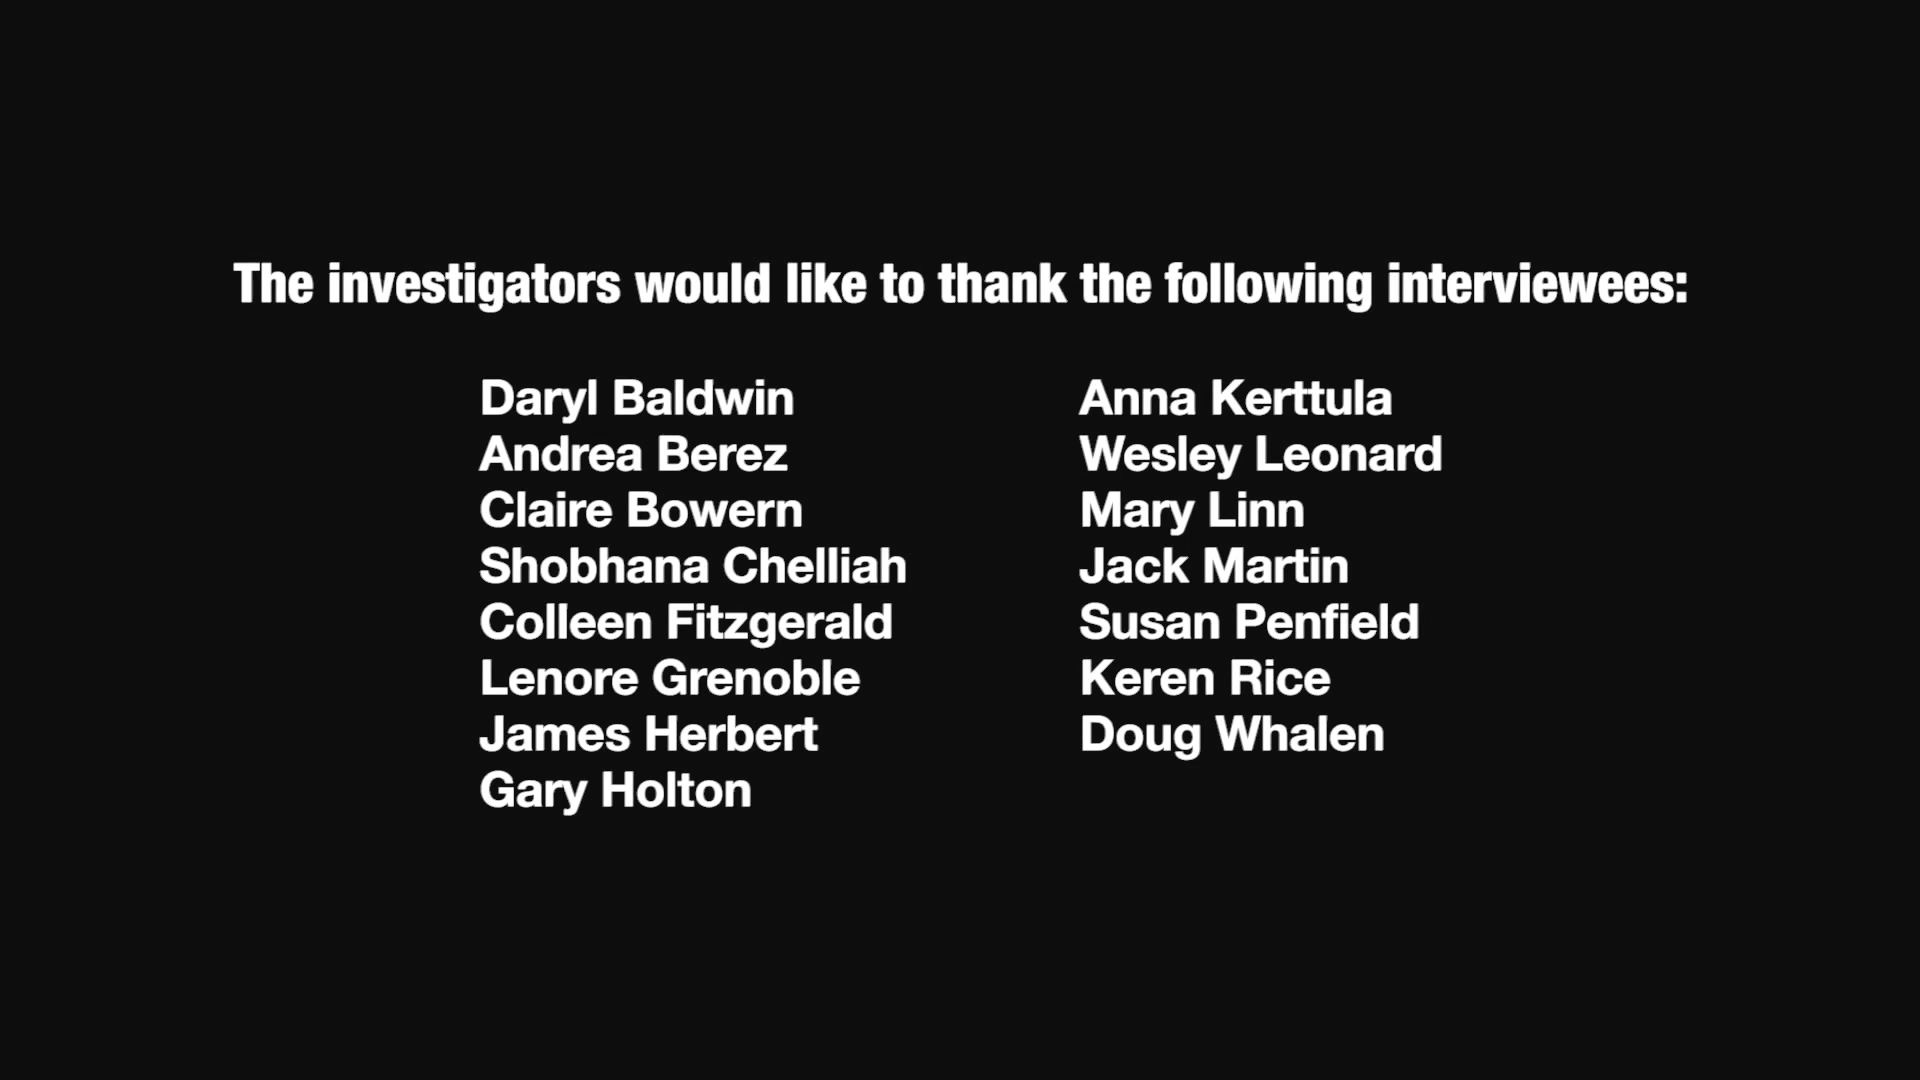 The investigators would like to thank the following interviewees:
Daryl Baldwin
Andrea Berez
Claire Bowern
Shobhana Chelliah
Colleen Fitzgerald
Lenore Grenoble
James Herbert
Gary Holton
Anna Kerttula
Wesley Leonard
Mary Linn
Jack Martin
Susan Penfield
Keren Rice
Doug Whalen